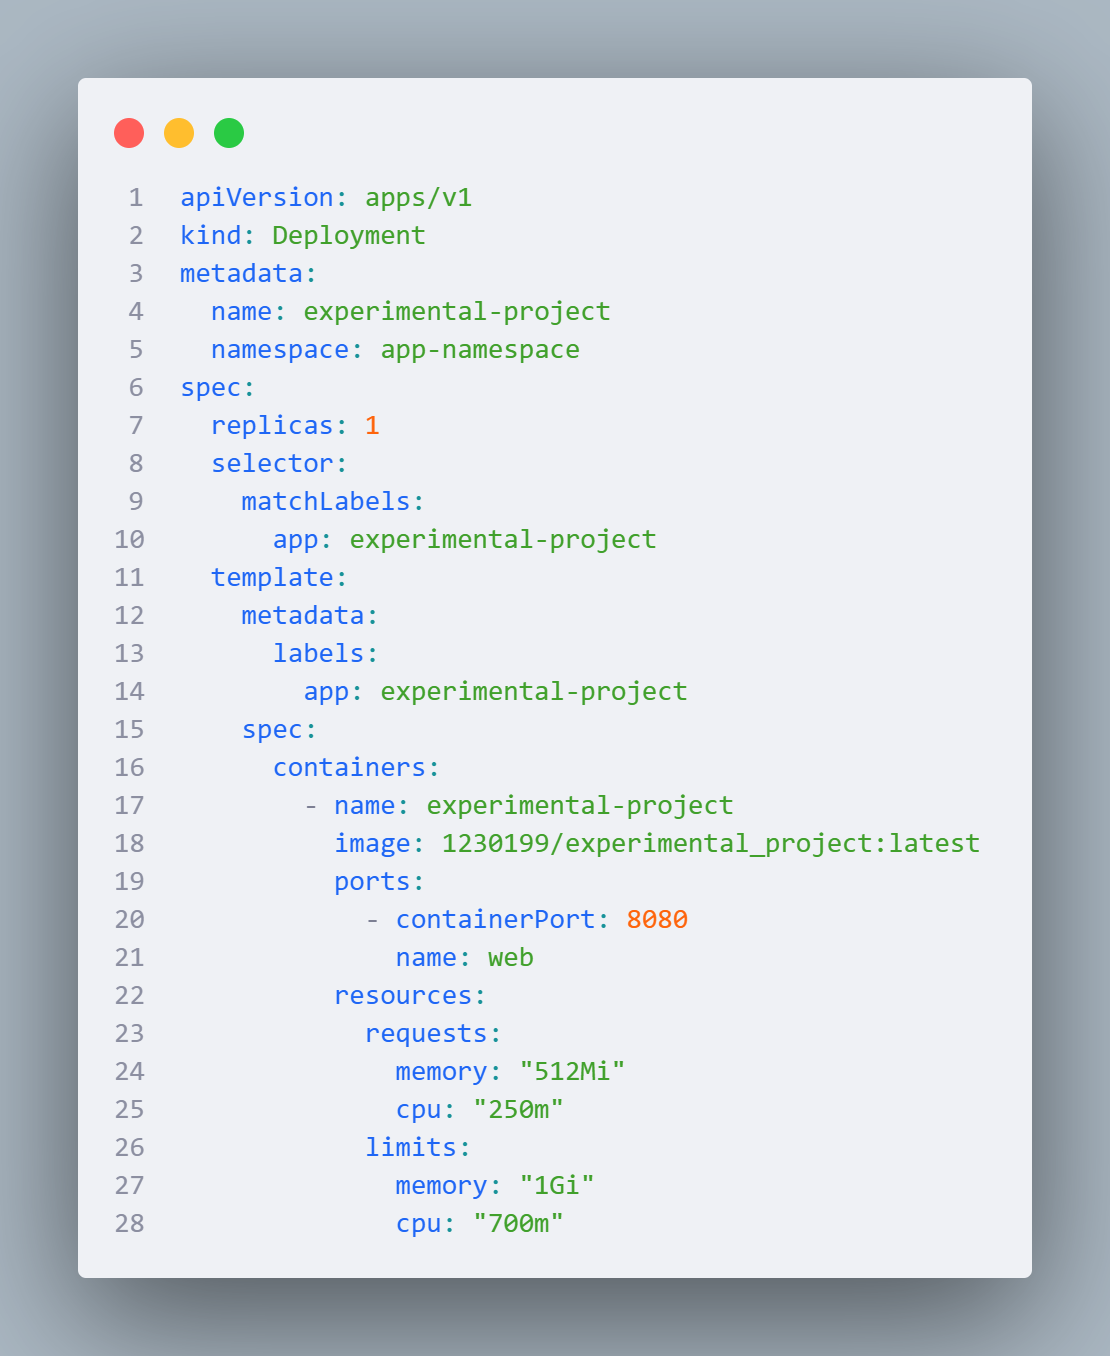 1 apiVersion: apps/v1
2 kind: Deployment
3 metadata:
4   name: experimental-project
5   namespace: app-namespace
6 spec:
7   replicas: 1
8   selector:
9     matchLabels:
10       app: experimental-project
11   template:
12     metadata:
13       labels:
14         app: experimental-project
15     spec:
16       containers:
17         - name: experimental-project
18           image: 1230199/experimental_project:latest
19           ports:
20             - containerPort: 8080
21               name: web
22           resources:
23             requests:
24               memory: "512Mi"
25               cpu: "250m"
26             limits:
27               memory: "1Gi"
28               cpu: "700m"